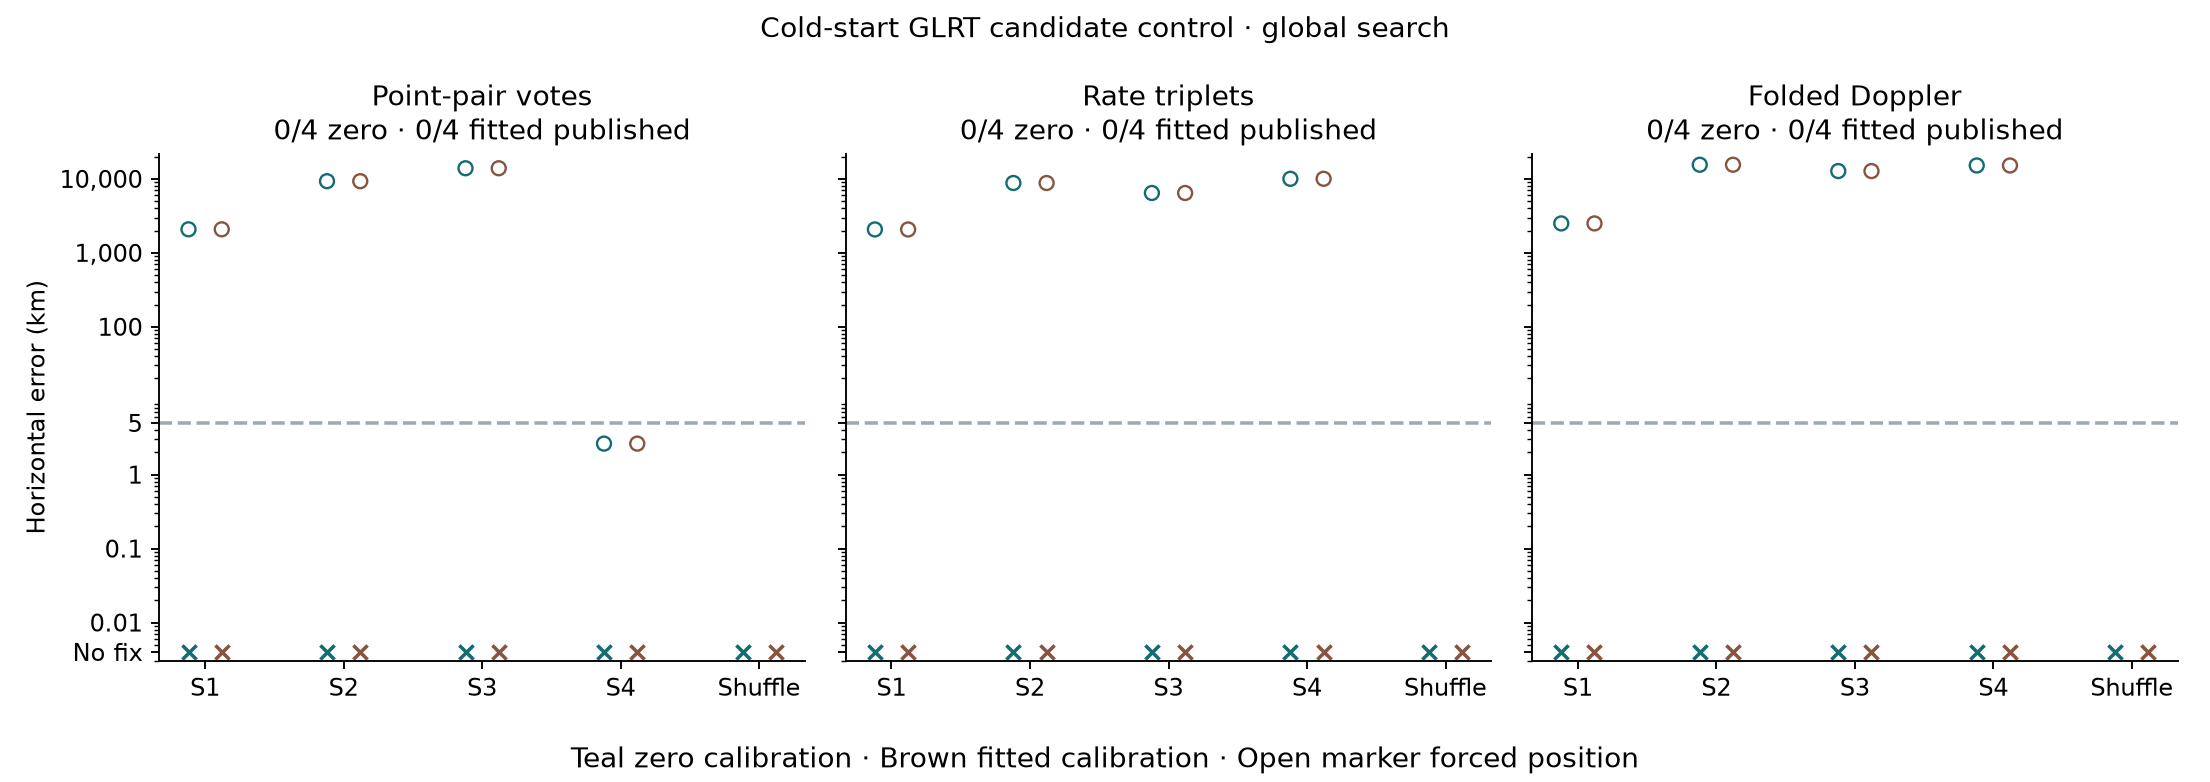 Cold-start GLRT candidate control · global search
Point-pair votes
0/4 zero · 0/4 fitted published
Rate triplets
0/4 zero · 0/4 fitted published
Folded Doppler
0/4 zero · 0/4 fitted published
Horizontal error (km)
10,000
1,000
100
5
1
0.1
0.01
No fix
S1 S2 S3 S4 Shuffle
S1 S2 S3 S4 Shuffle
S1 S2 S3 S4 Shuffle
Teal zero calibration · Brown fitted calibration · Open marker forced position